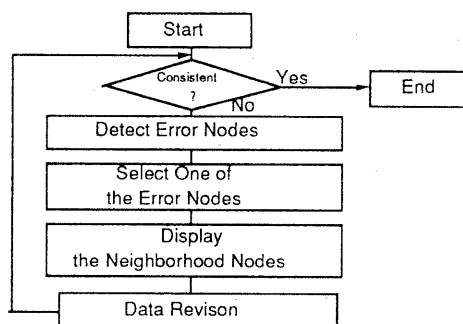 Start
Consistent
?
Yes
No
End
Detect Error Nodes
Select One of
the Error Nodes
Display
the Neighborhood Nodes
Data Revison